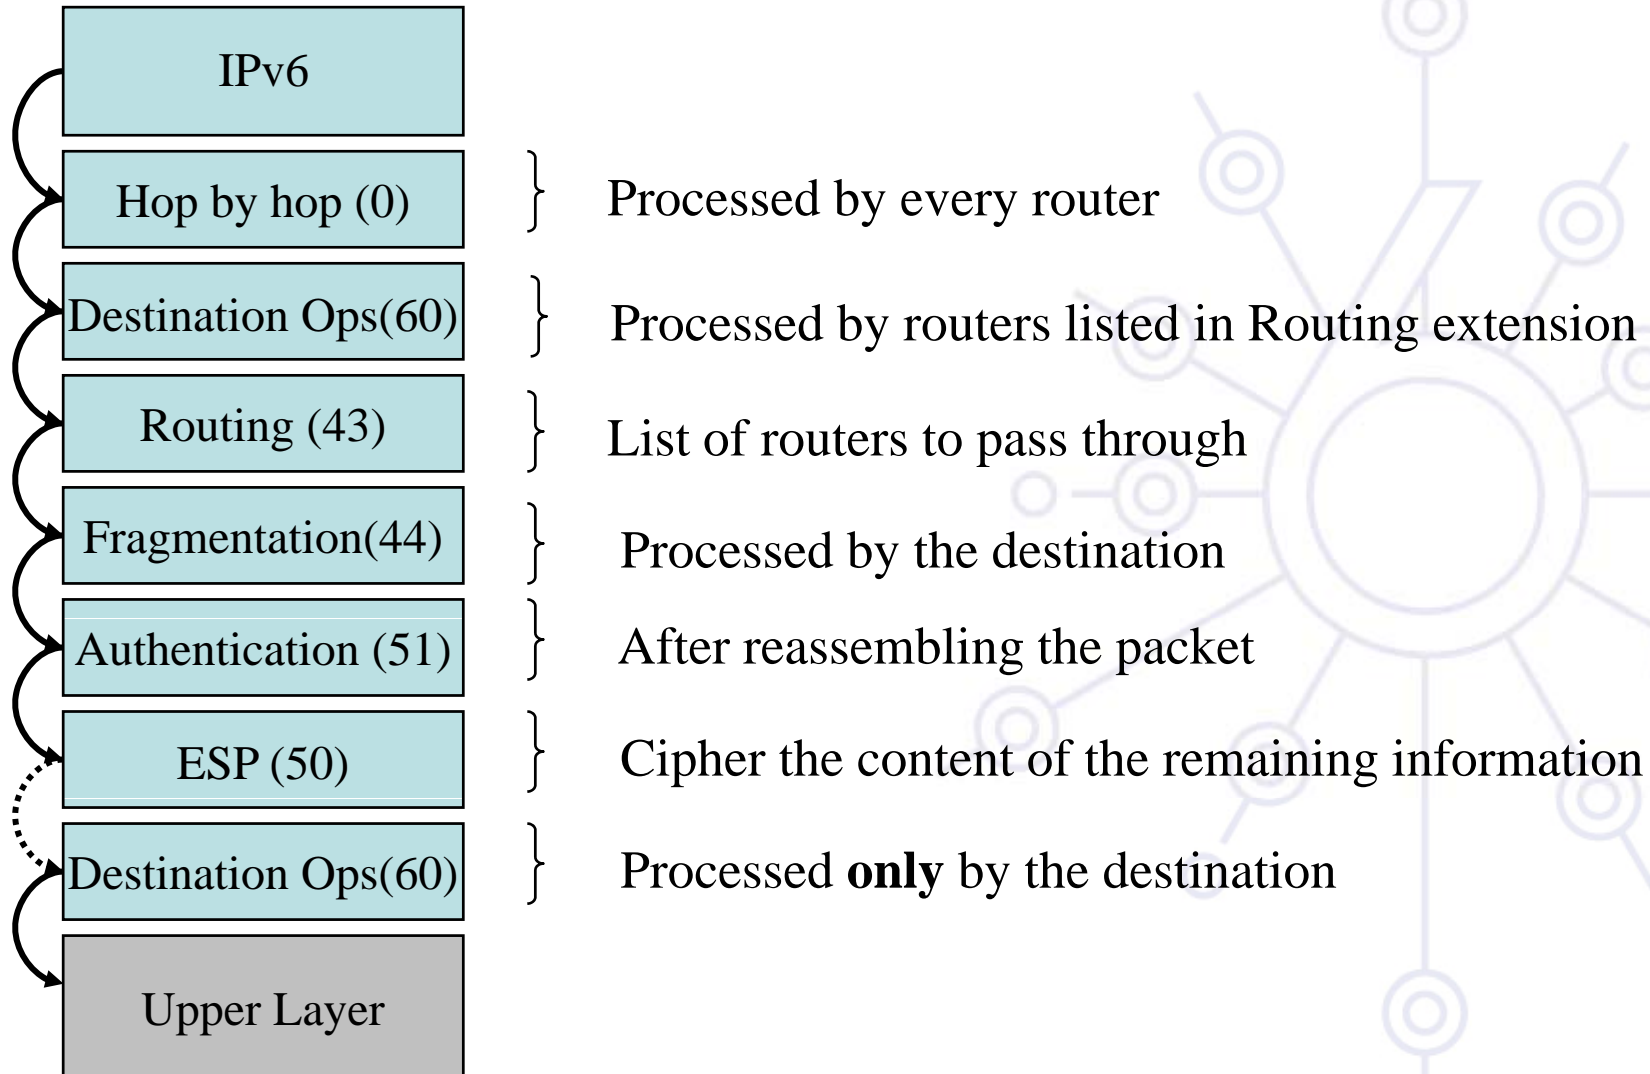 IPv6
Hop by hop (0) Processed by every router
Destination Ops(60) Processed by routers listed in Routing extension
Routing (43) List of routers to pass through
Fragmentation(44) Processed by the destination
Authentication (51) After reassembling the packet
ESP (50) Cipher the content of the remaining information
Destination Ops(60) Processed only by the destination
Upper Layer